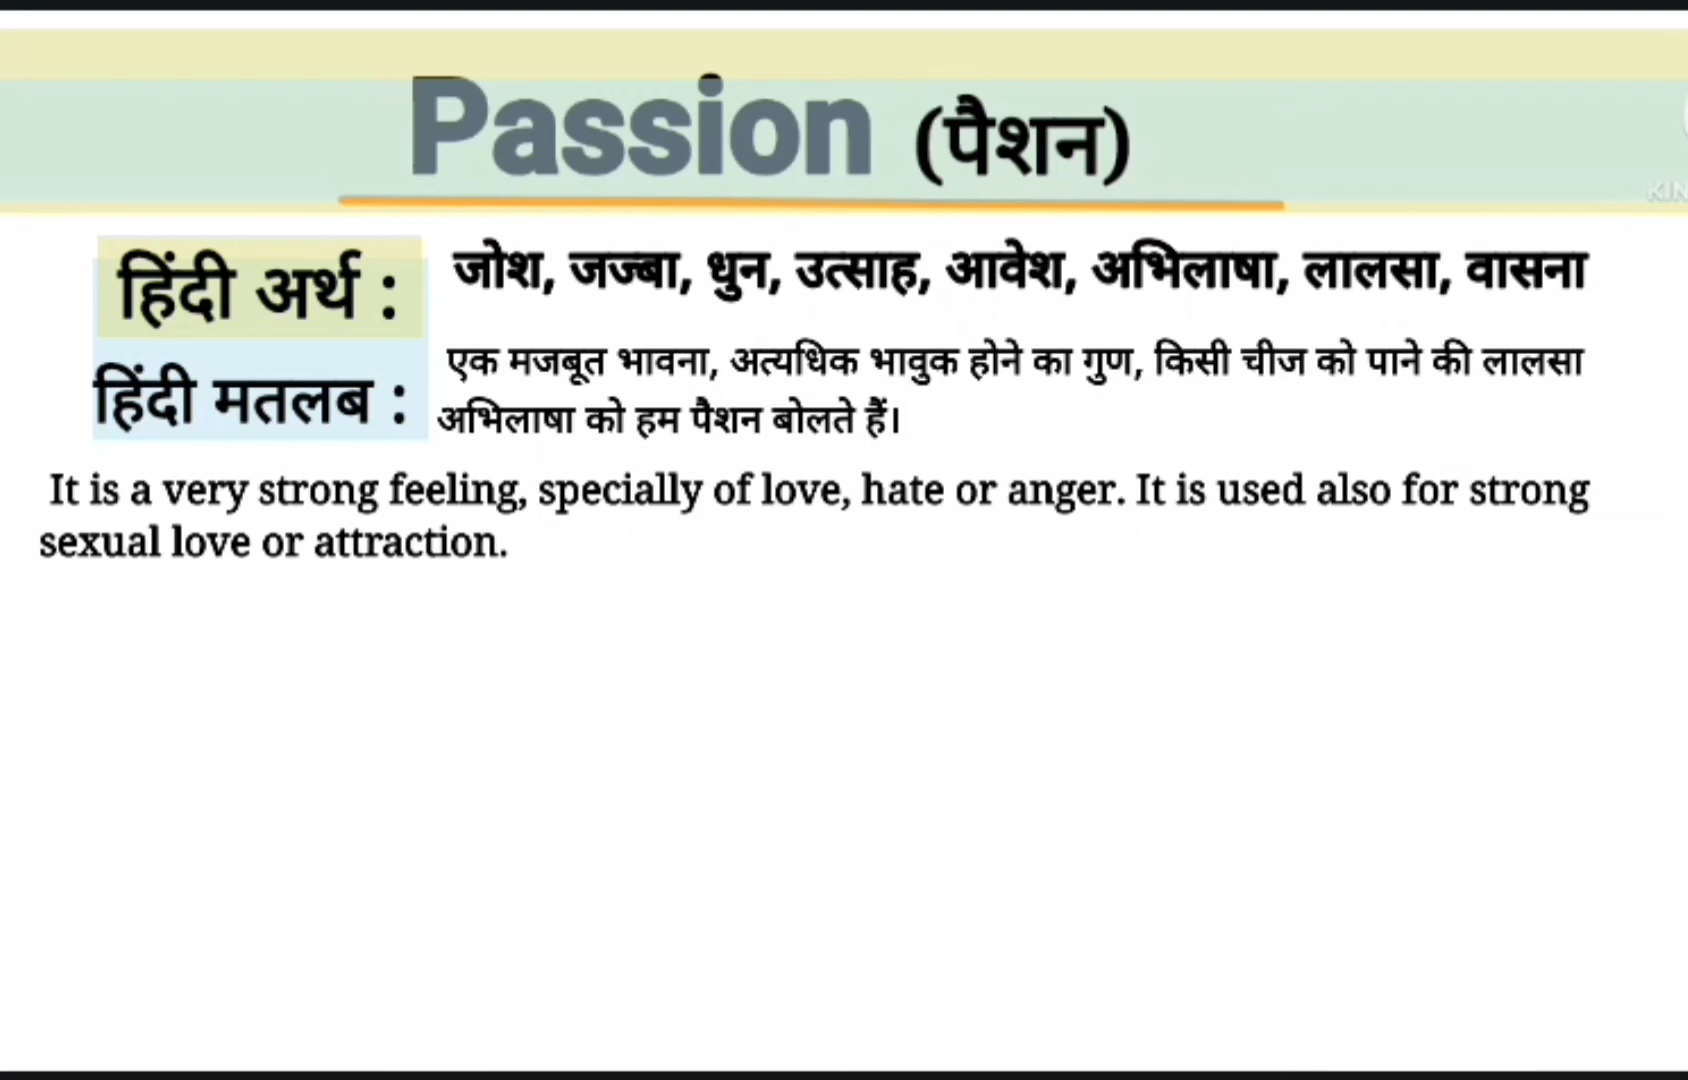 Passion (पैशन)
हिंदी अर्थ : जोश, जज्बा, धुन, उत्साह, आवेश, अभिलाषा, लालसा, वासना
हिंदी मतलब : एक मजबूत भावना, अत्यधिक भावुक होने का गुण, किसी चीज को पाने की लालसा
अभिलाषा को हम पैशन बोलते हैं।
It is a very strong feeling, specially of love, hate or anger. It is used also for strong
sexual love or attraction.